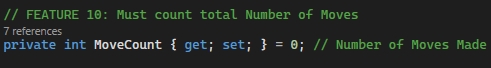 // FEATURE 10: Must count total Number of Moves
7 references
private int MoveCount { get; set; } = 0; // Number of Moves Made